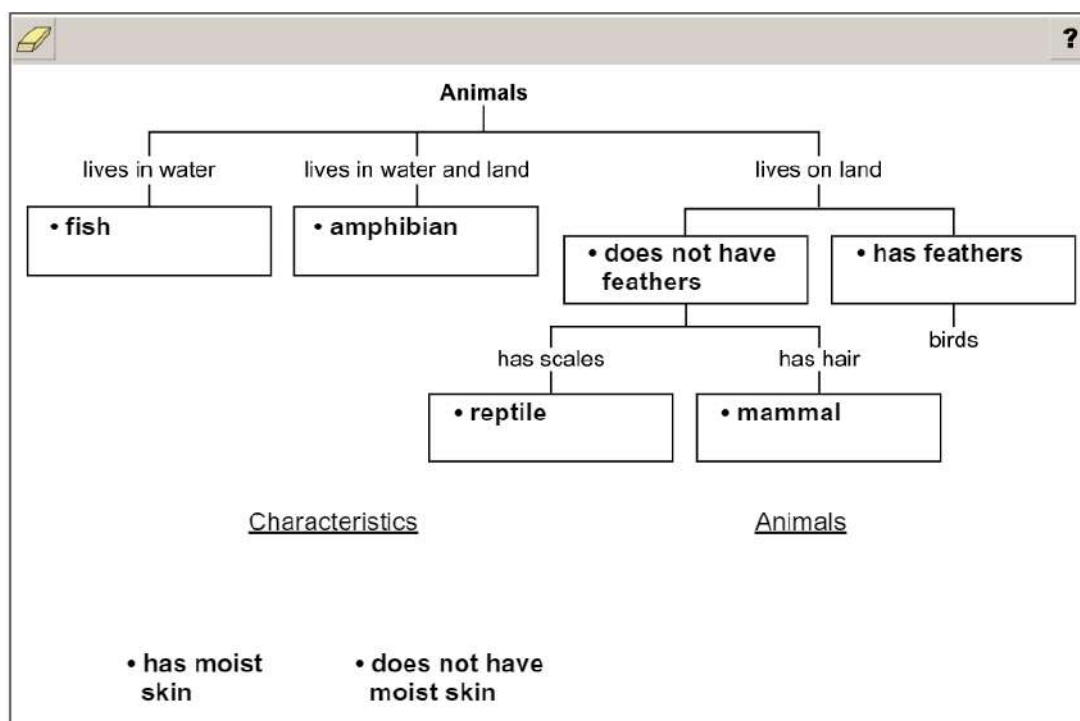 ?
Animals
lives in water
lives in water and land
lives on land
• fish
• amphibian
• does not have
feathers
• has feathers
birds
has scales
has hair
• reptile
• mammal
Characteristics
Animals
• has moist
skin
• does not have
moist skin